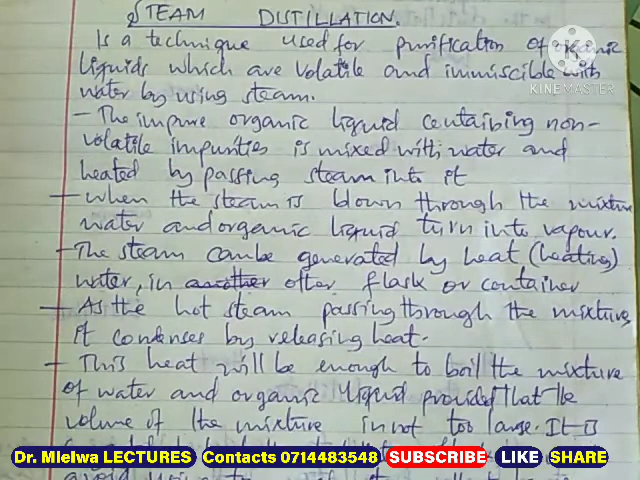 STEAM DISTILLATION.
Is a technique used for purification of organic
liquids which are volatile and immiscible with
water by using steam.
- The impure organic liquid containing non-
volatile impurities is mixed with water and
heated by passing steam into it
- when the steam is blown through the mixture
water and organic liquid turn into vapour.
- The steam can be generated by heat (heating)
water, in another other flask or container
- As the hot steam passing through the mixture,
it condenses by releasing heat.
- This heat will be enough to boil the mixture
of water and organic liquid provided that the
volume of the mixture is not too large. It is
avoid
KINEMASTER
Dr. Mlelwa LECTURES Contacts 0714483548 SUBSCRIBE LIKE SHARE